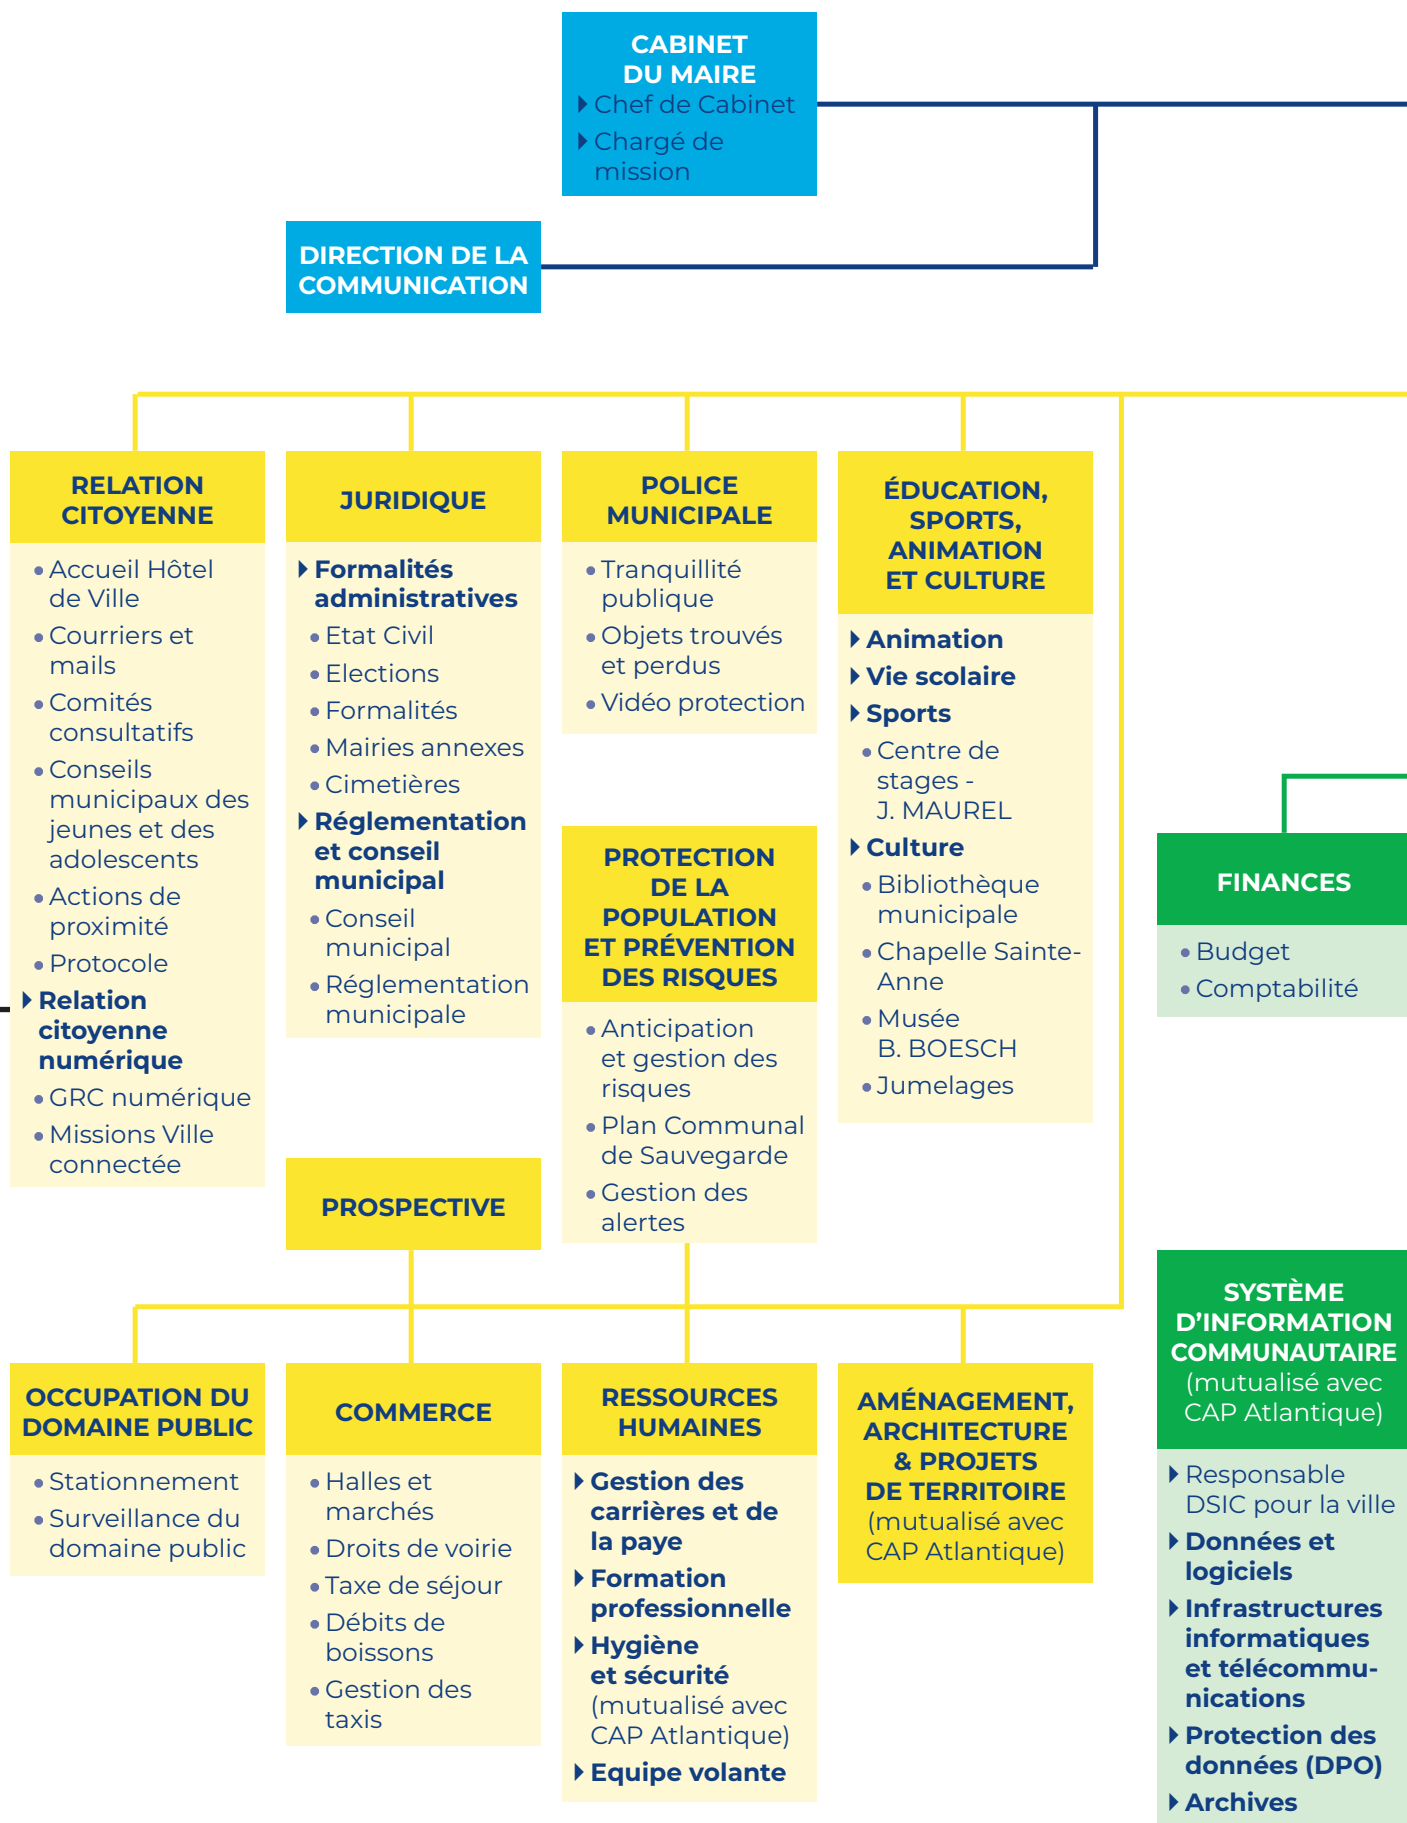 CABINET
DU MAIRE
Chef de Cabinet
Chargé de
mission
DIRECTION DE LA
COMMUNICATION
RELATION
CITOYENNE
Accueil Hôtel
de Ville
Courriers et
mails
Comités
consultatifs
Conseils
municipaux des
jeunes et des
adolescents
Actions de
proximité
Protocole
Relation
citoyenne
numérique
GRC numérique
Missions Ville
connectée
JURIDIQUE
Formalités
administratives
Etat Civil
Elections
Formalités
Mairies annexes
Cimetières
Réglementation
et conseil
municipal
Conseil
municipal
Réglementation
municipale
POLICE
MUNICIPALE
Tranquillité
publique
Objets trouvés
et perdus
Vidéo protection
PROTECTION
DE LA
POPULATION
ET PRÉVENTION
DES RISQUES
Anticipation
et gestion des
risques
Plan Communal
de Sauvegarde
Gestion des
alertes
ÉDUCATION,
SPORTS,
ANIMATION
ET CULTURE
Animation
Vie scolaire
Sports
Centre de
stages -
J. MAUREL
Culture
Bibliothèque
municipale
Chapelle Sainte-
Anne
Musée
B. BOESCH
Jumelages
FINANCES
Budget
Comptabilité
PROSPECTIVE
OCCUPATION DU
DOMAINE PUBLIC
Stationnement
Surveillance du
domaine public
COMMERCE
Halles et
marchés
Droits de voirie
Taxe de séjour
Débits de
boissons
Gestion des
taxis
RESSOURCES
HUMAINES
Gestion des
carrières et de
la paye
Formation
professionnelle
Hygiène
et sécurité
(mutualisé avec
CAP Atlantique)
Equipe volante
AMÉNAGEMENT,
ARCHITECTURE
& PROJETS
DE TERRITOIRE
(mutualisé avec
CAP Atlantique)
SYSTÈME
D'INFORMATION
COMMUNAUTAIRE
(mutualisé avec
CAP Atlantique)
Responsable
DSIC pour la ville
Données et
logiciels
Infrastructures
informatiques
et télécommu-
nications
Protection des
données (DPO)
Archives